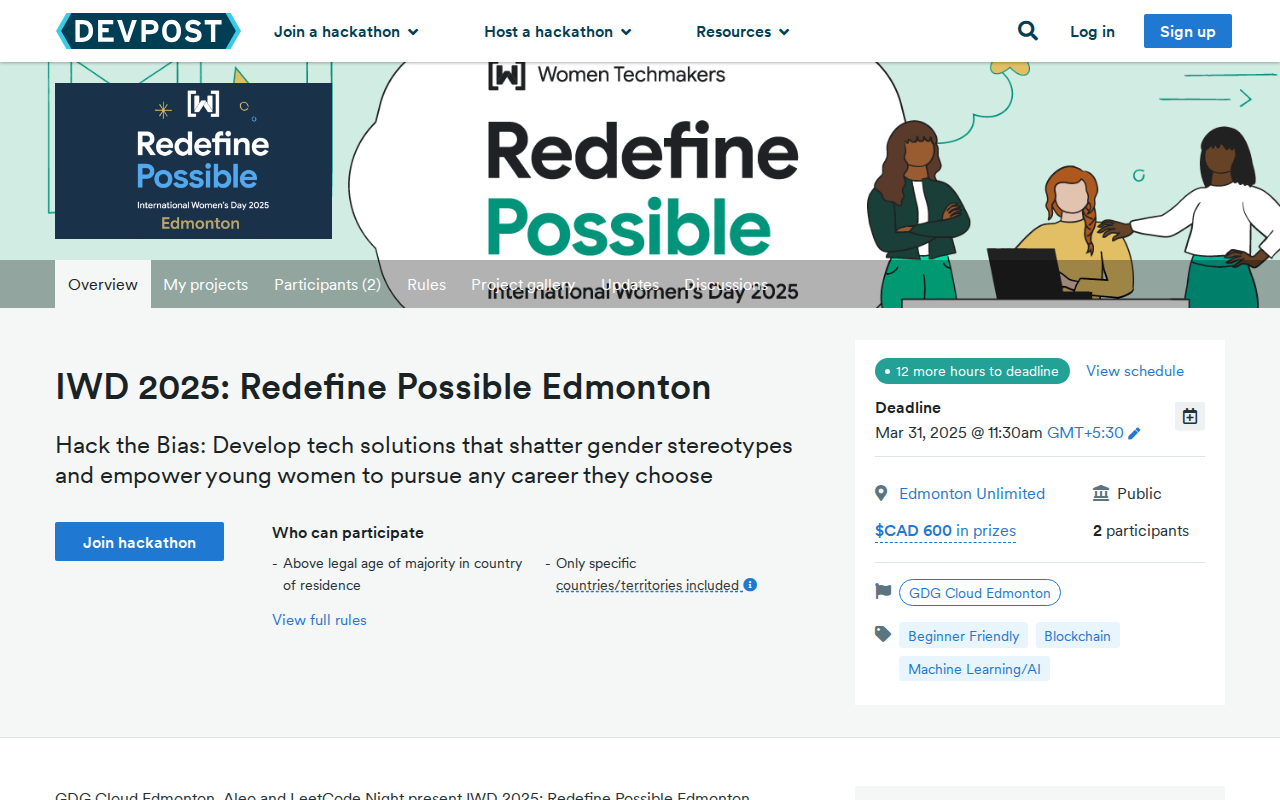 DEVPOST
Join a hackathon
Host a hackathon
Resources
Log in
Sign up
[W] Women Techmakers
Redefine
Possible
International Women's Day 2025
[W]
Redefine
Possible
International Women's Day 2025
Edmonton
Overview
My projects
Participants (2)
Rules
Project gallery
Updates
Discussions
IWD 2025: Redefine Possible Edmonton
Hack the Bias: Develop tech solutions that shatter gender stereotypes
and empower young women to pursue any career they choose
Join hackathon
Who can participate
- Above legal age of majority in country
of residence
- Only specific
countries/territories included
View full rules
12 more hours to deadline
View schedule
Deadline
Mar 31, 2025 @ 11:30am GMT+5:30
Edmonton Unlimited
Public
$CAD 600 in prizes
2 participants
GDG Cloud Edmonton
Beginner Friendly
Blockchain
Machine Learning/AI
GDG Cloud Edmonton, Aleo and LeetCode Night present IWD 2025: Redefine Possible Edmonton